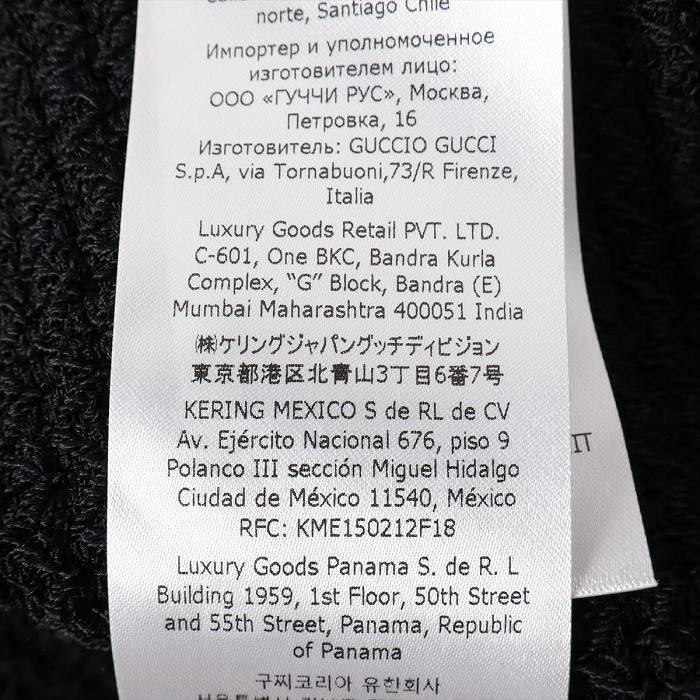 norte, Santiago Chile
Импортер и уполномоченное
изготовителем лицо:
ООО «ГУЧЧИ РУС», Москва,
Петровка, 16
Изготовитель: GUCCIO GUCCI
S.p.A, via Tornabuoni,73/R Firenze,
Italia
Luxury Goods Retail PVT. LTD.
C-601, One BKC, Bandra Kurla
Complex, “G” Block, Bandra (E)
Mumbai Maharashtra 400051 India
㈱ケリングジャパングッチディビジョン
東京都港区北青山3丁目6番7号
KERING MEXICO S de RL de CV
Av. Ejército Nacional 676, piso 9
Polanco III sección Miguel Hidalgo
Ciudad de México 11540, México
RFC: KME150212F18
Luxury Goods Panama S. de R. L
Building 1959, 1st Floor, 50th Street
and 55th Street, Panama, Republic
of Panama
구찌코리아 유한회사
IT